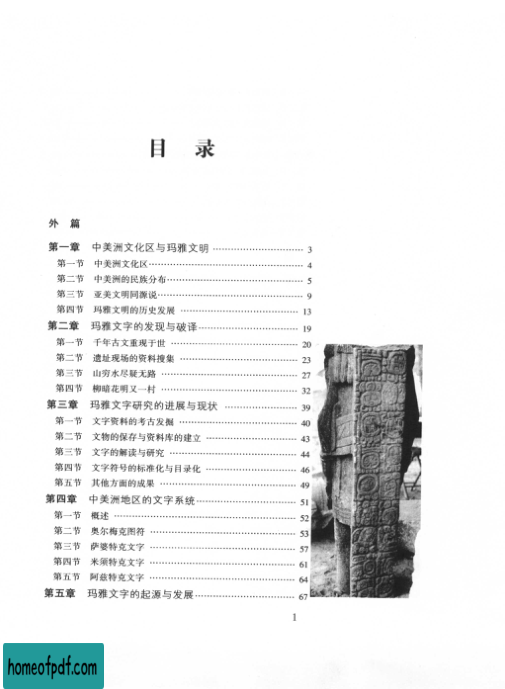 目 录
外 篇
第一章 中美洲文化区与玛雅文明 …………………………… 3
第一节 中美洲文化区 …………………………… 4
第二节 中美洲的民族分布 …………………………… 5
第三节 亚美文明同源说 …………………………… 9
第四节 玛雅文明的历史发展 …………………………… 13
第二章 玛雅文字的发现与破译 …………………………… 19
第一节 千年古文重现于世 …………………………… 20
第二节 遗址现场的资料搜集 …………………………… 23
第三节 山穷水尽疑无路 …………………………… 27
第四节 柳暗花明又一村 …………………………… 32
第三章 玛雅文字研究的进展与现状 …………………………… 39
第一节 文字资料的考古发掘 …………………………… 40
第二节 文物的保存与资料库的建立 …………………………… 43
第三节 文字的解读与研究 …………………………… 44
第四节 文字符号的标准化与目录化 …………………………… 46
第五节 其他方面的成果 …………………………… 49
第四章 中美洲地区的文字系统 …………………………… 51
第一节 概述 …………………………… 52
第二节 奥尔梅克图符 …………………………… 53
第三节 萨婆特克文字 …………………………… 57
第四节 米须特克文字 …………………………… 61
第五节 阿兹特克文字 …………………………… 64
第五章 玛雅文字的起源与发展 …………………………… 67
1
homeofpdf.com